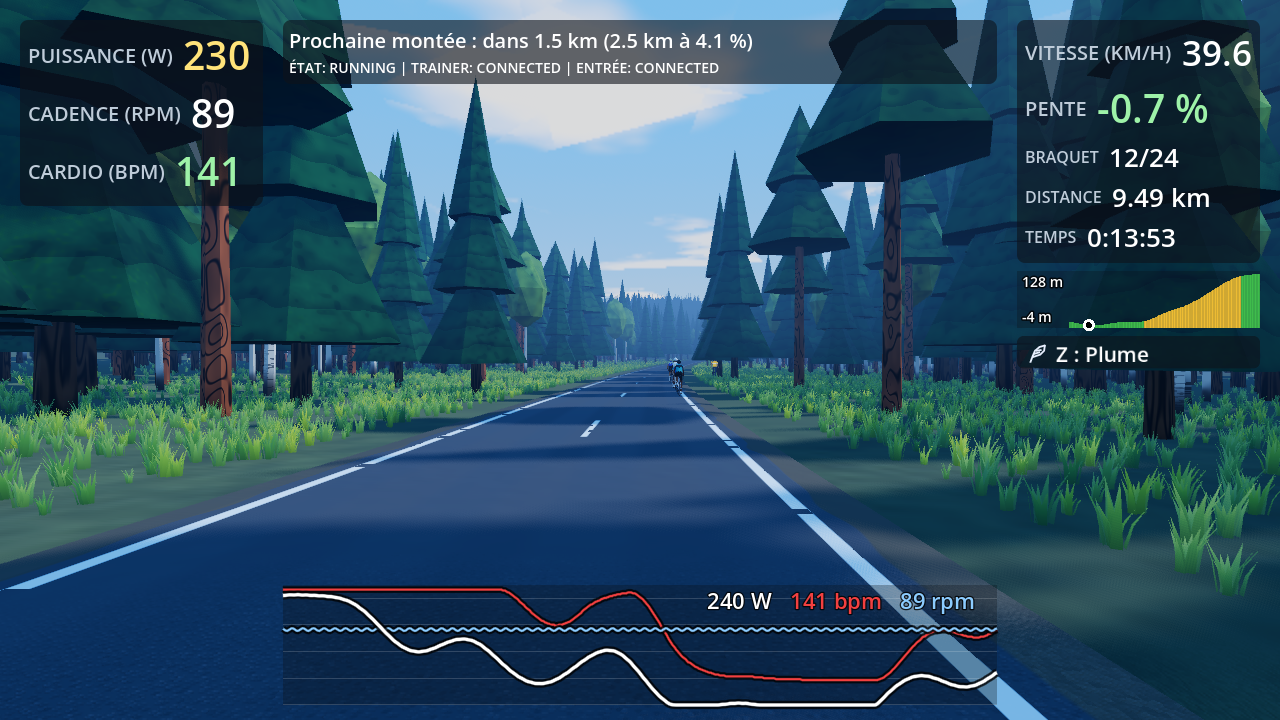 PUISSANCE (W) 230
CADENCE (RPM) 89
CARDIO (BPM) 141
Prochaine montée : dans 1.5 km (2.5 km à 4.1 %)
ÉTAT: RUNNING | TRAINER: CONNECTED | ENTRÉE: CONNECTED
VITESSE (KM/H) 39.6
PENTE -0.7 %
BRAQUET 12/24
DISTANCE 9.49 km
TEMPS 0:13:53
128 m
-4 m
Z : Plume
240 W 141 bpm 89 rpm